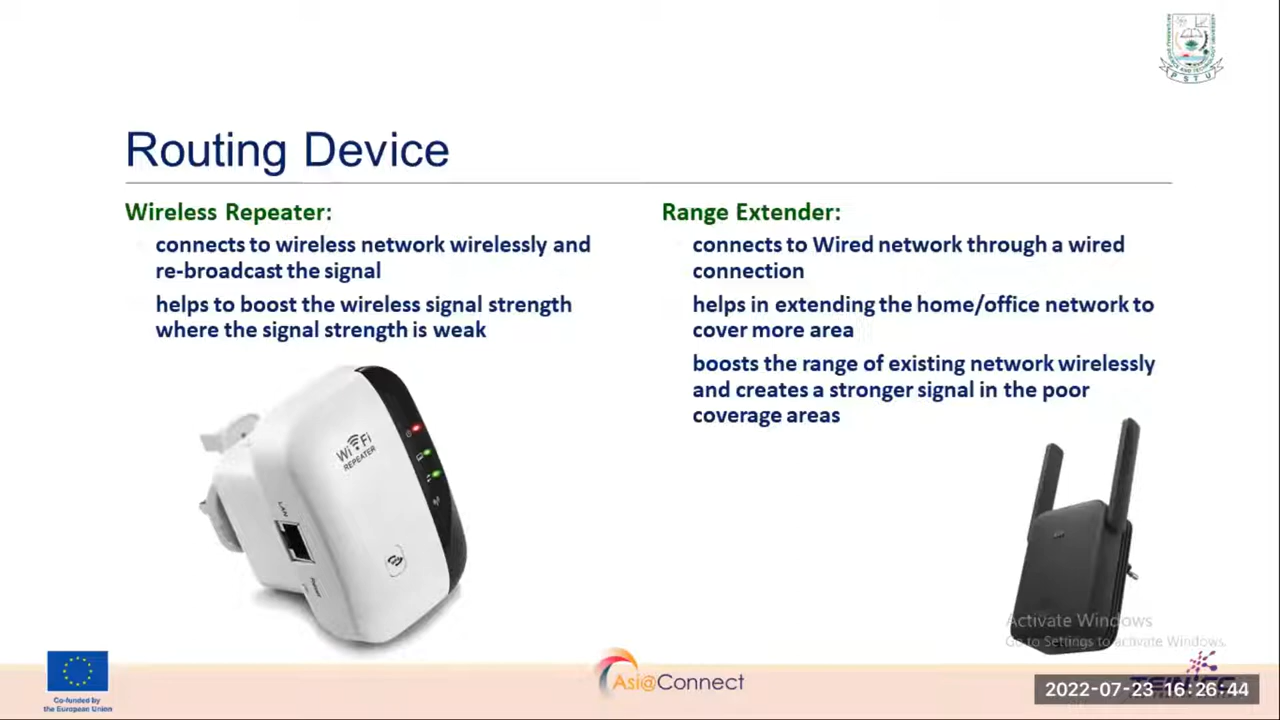 PSTU
Routing Device
Wireless Repeater:
connects to wireless network wirelessly and
re-broadcast the signal
helps to boost the wireless signal strength
where the signal strength is weak
Range Extender:
connects to Wired network through a wired
connection
helps in extending the home/office network to
cover more area
boosts the range of existing network wirelessly
and creates a stronger signal in the poor
coverage areas
Wi Fi
REPEATER
LAN
Activate Windows
Go to Settings to activate Windows.
Co-funded by
the European Union
Asi@Connect
2022-07-23 16:26:44